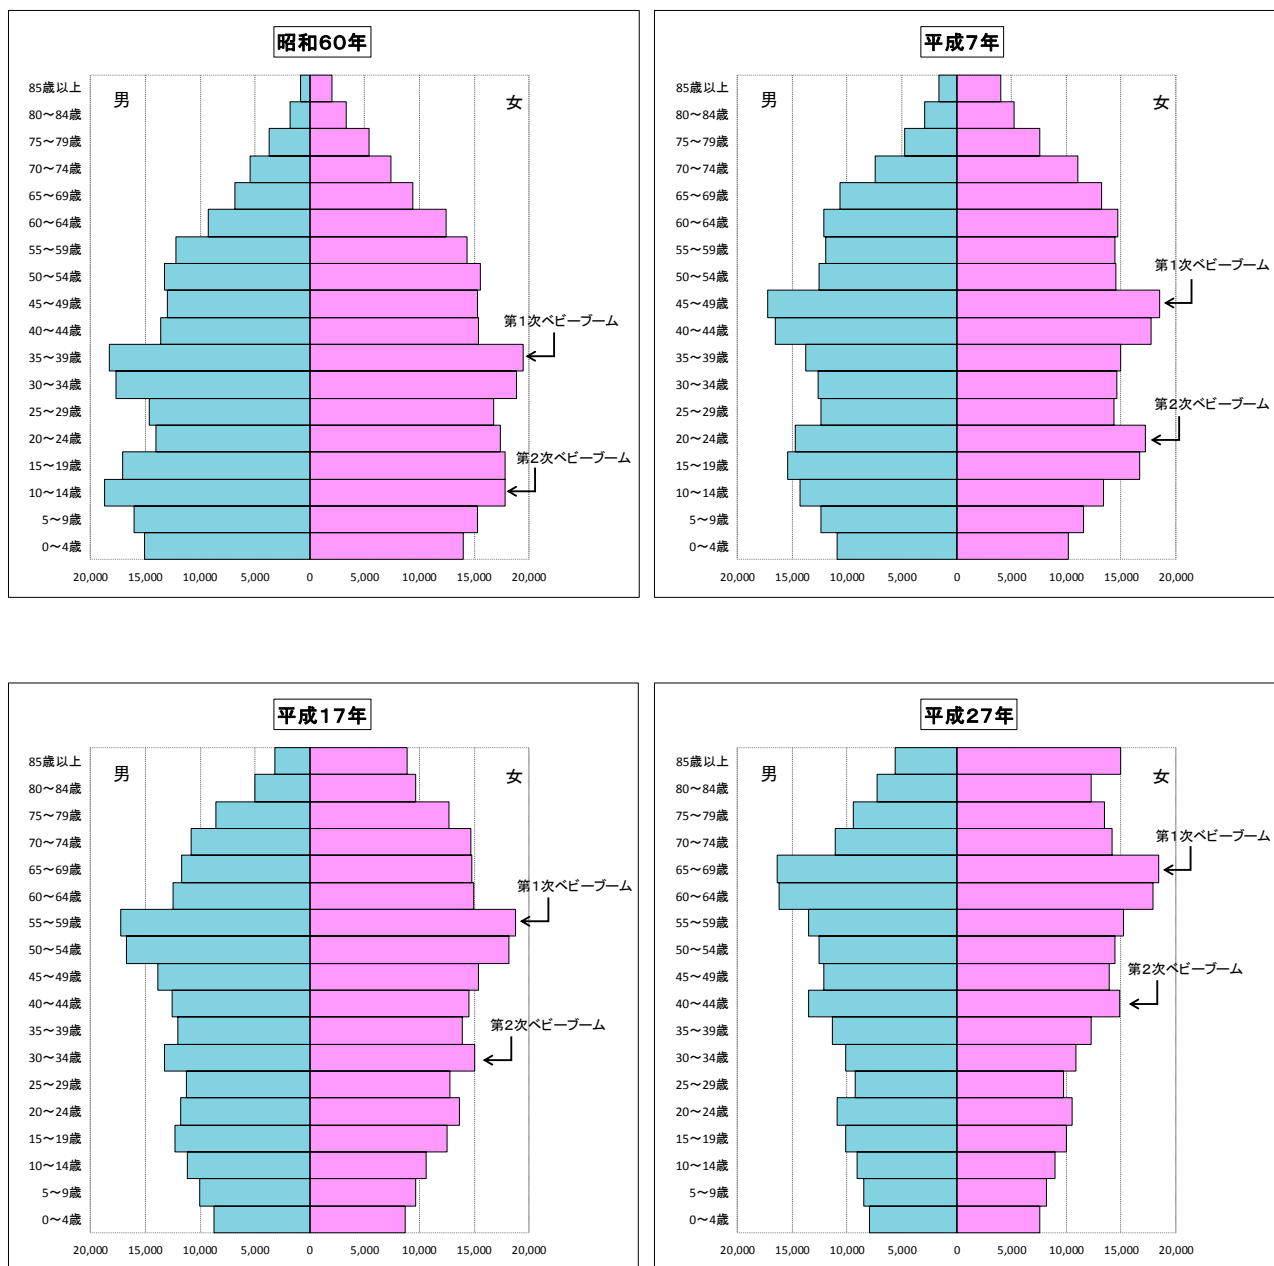 昭和60年
男
女
85歳以上
80～84歳
75～79歳
70～74歳
65～69歳
60～64歳
55～59歳
50～54歳
45～49歳
40～44歳
35～39歳
30～34歳
25～29歳
20～24歳
15～19歳
10～14歳
5～9歳
0～4歳
第1次ベビーブーム
第2次ベビーブーム
20,000 15,000 10,000 5,000 0 5,000 10,000 15,000 20,000
平成7年
男
女
85歳以上
80～84歳
75～79歳
70～74歳
65～69歳
60～64歳
55～59歳
50～54歳
45～49歳
40～44歳
35～39歳
30～34歳
25～29歳
20～24歳
15～19歳
10～14歳
5～9歳
0～4歳
第1次ベビーブーム
第2次ベビーブーム
20,000 15,000 10,000 5,000 0 5,000 10,000 15,000 20,000
平成17年
男
女
85歳以上
80～84歳
75～79歳
70～74歳
65～69歳
60～64歳
55～59歳
50～54歳
45～49歳
40～44歳
35～39歳
30～34歳
25～29歳
20～24歳
15～19歳
10～14歳
5～9歳
0～4歳
第1次ベビーブーム
第2次ベビーブーム
20,000 15,000 10,000 5,000 0 5,000 10,000 15,000 20,000
平成27年
男
女
85歳以上
80～84歳
75～79歳
70～74歳
65～69歳
60～64歳
55～59歳
50～54歳
45～49歳
40～44歳
35～39歳
30～34歳
25～29歳
20～24歳
15～19歳
10～14歳
5～9歳
0～4歳
第1次ベビーブーム
第2次ベビーブーム
20,000 15,000 10,000 5,000 0 5,000 10,000 15,000 20,000